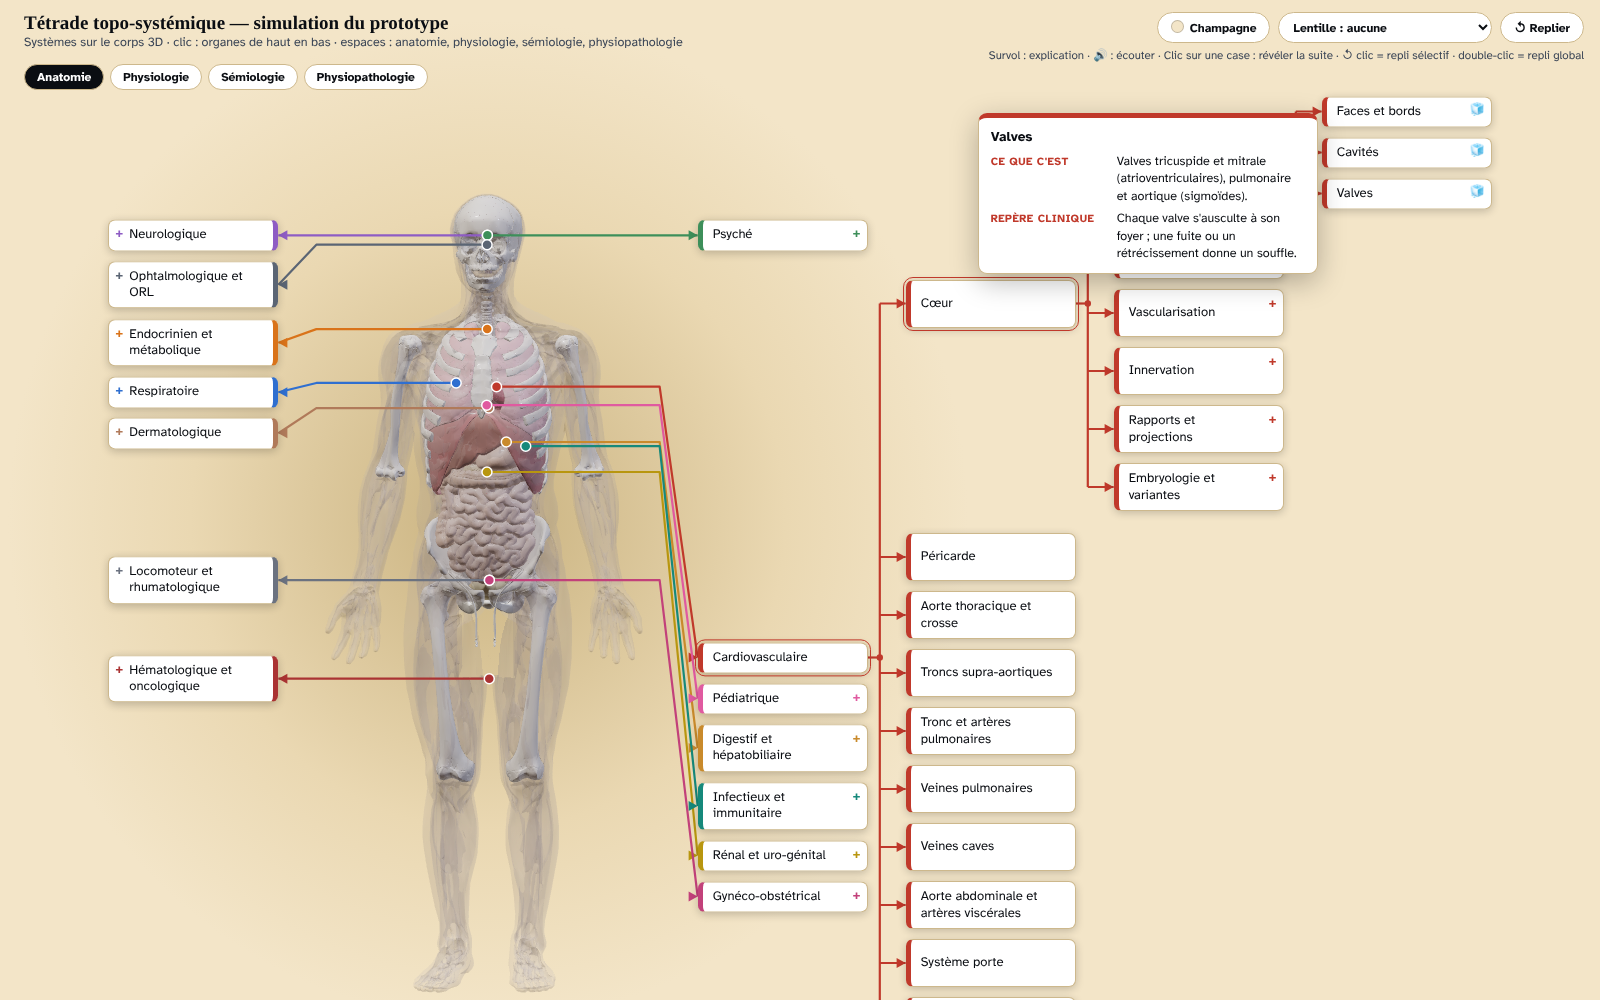 Tétrade topo-systémique — simulation du prototype
Systèmes sur le corps 3D · clic : organes de haut en bas · espaces : anatomie, physiologie, sémiologie, physiopathologie
Champagne
Lentille : aucune
↺ Replier
Survol : explication · 🔊 : écouter · Clic sur une case : révéler la suite · ↺ clic = repli sélectif · double-clic = repli global
Anatomie
Physiologie
Sémiologie
Physiopathologie
Faces et bords
Cavités
Valves
Valves
CE QUE C'EST
Valves tricuspide et mitrale
(atrioventriculaires), pulmonaire
et aortique (sigmoïdes).
REPÈRE CLINIQUE
Chaque valve s'ausculte à son
foyer ; une fuite ou un
rétrécissement donne un souffle.
+ Neurologique
+ Ophtalmologique et
ORL
+ Endocrinien et
métabolique
+ Respiratoire
+ Dermatologique
+ Locomoteur et
rhumatologique
+ Hématologique et
oncologique
Psyché +
Cardiovasculaire
Pédiatrique +
Digestif et +
hépatobiliaire
Infectieux et +
immunitaire
Rénal et uro-génital +
Gynéco-obstétrical +
Cœur
Péricarde
Aorte thoracique et
crosse
Troncs supra-aortiques
Tronc et artères
pulmonaires
Veines pulmonaires
Veines caves
Aorte abdominale et
artères viscérales
Système porte
Vascularisation +
Innervation +
Rapports et +
projections
Embryologie et +
variantes